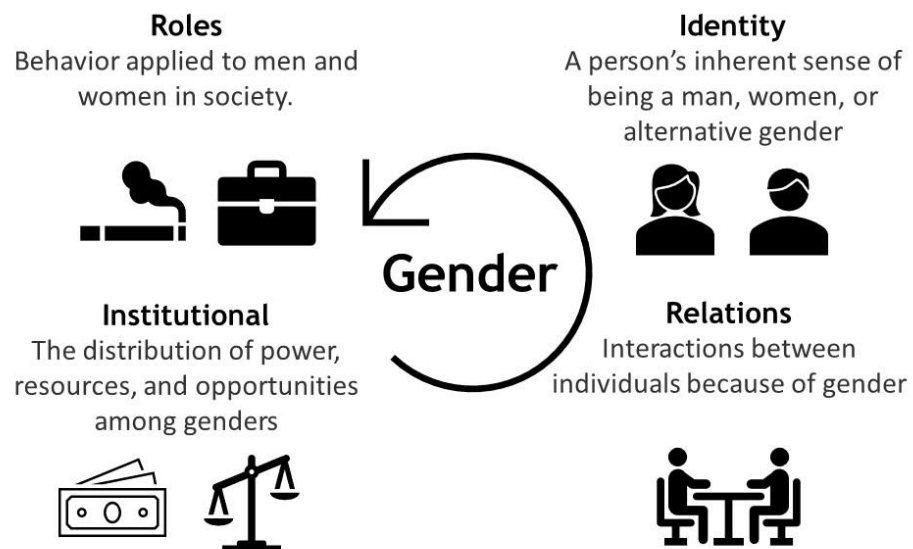 Roles
Behavior applied to men and
women in society.
Identity
A person's inherent sense of
being a man, women, or
alternative gender
Gender
Institutional
The distribution of power,
resources, and opportunities
among genders
Relations
Interactions between
individuals because of gender